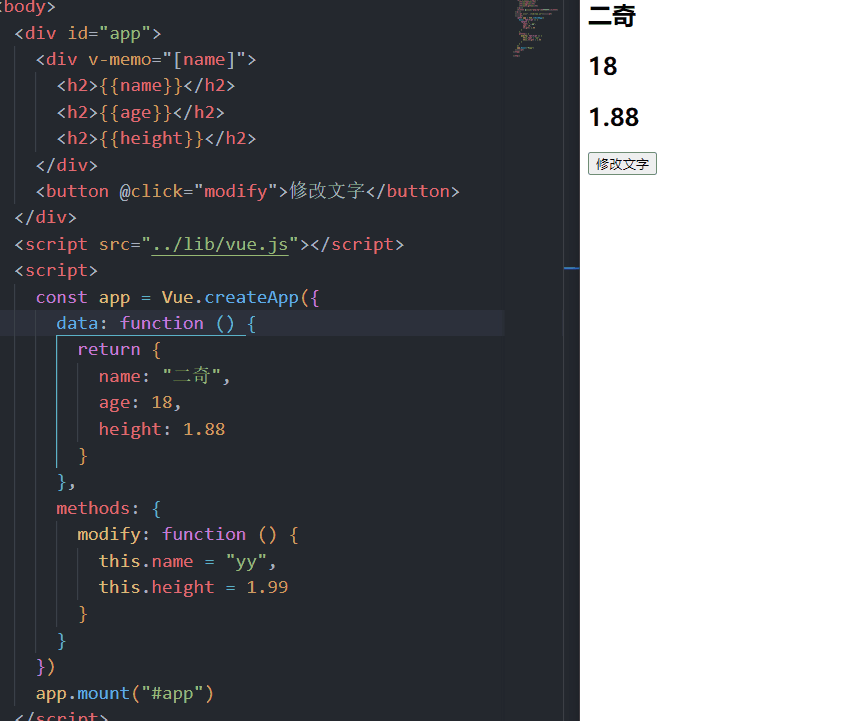 body>
<div id="app">
<div v-memo="[name]">
<h2>{{name}}</h2>
<h2>{{age}}</h2>
<h2>{{height}}</h2>
</div>
<button @click="modify">修改文字</button>
</div>
<script src="../lib/vue.js"></script>
<script>
const app = Vue.createApp({
data: function () {
return {
name: "二奇",
age: 18,
height: 1.88
}
},
methods: {
modify: function () {
this.name = "yy",
this.height = 1.99
}
}
})
app.mount("#app")
</script>
二奇
18
1.88
修改文字